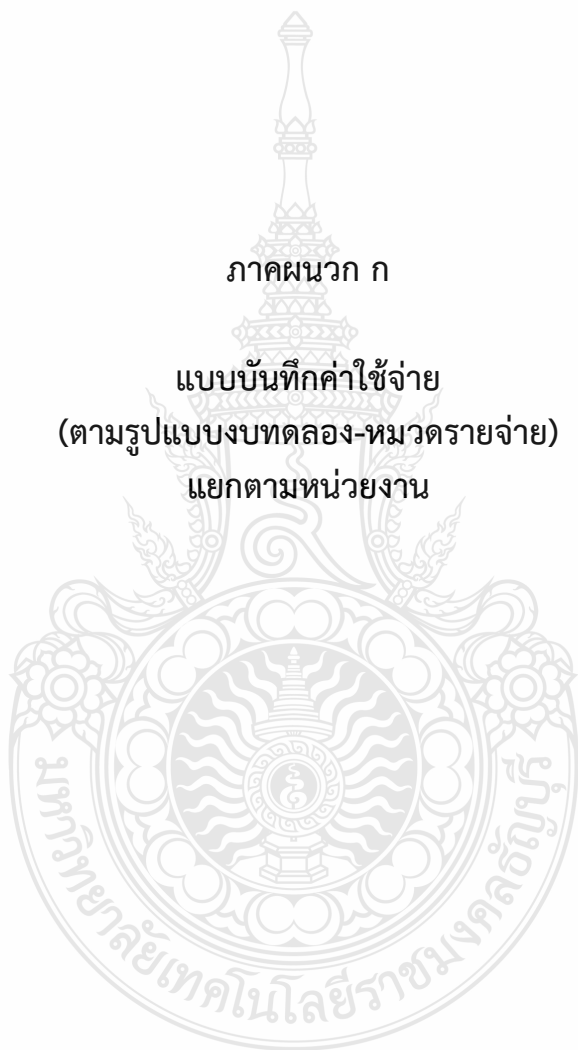 ภาคผนวก ก
แบบบันทึกค่าใช้จ่าย
(ตามรูปแบบงบทดลอง-หมวดรายจ่าย)
แยกตามหน่วยงาน
มหาวิทยาลัยเทคโนโลยีราชมงคลธัญบุรี